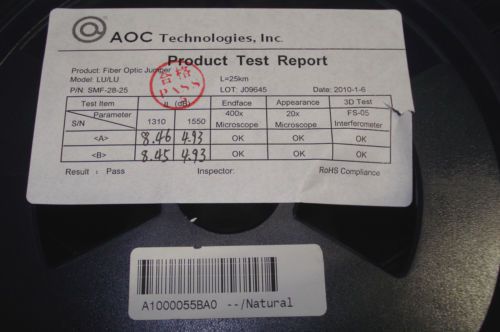 @ AOC Technologies, Inc.
Product Test Report
Product: Fiber Optic Jumper
Model: LU/LU
L=25km
P/N: SMF-28-25
LOT: J09645
Date: 2010-1-6
合格
PASS
Test Item IL (dB) Endface Appearance 3D Test
Parameter 1310 1550 400x 20x FS-05
S/N Microscope Microscope Interferometer
<A> 8.46 4.93 OK OK OK
<B> 8.45 4.93 OK OK OK
Result : Pass Inspector: RoHS Compliance
A1000055BA0 --/Natural